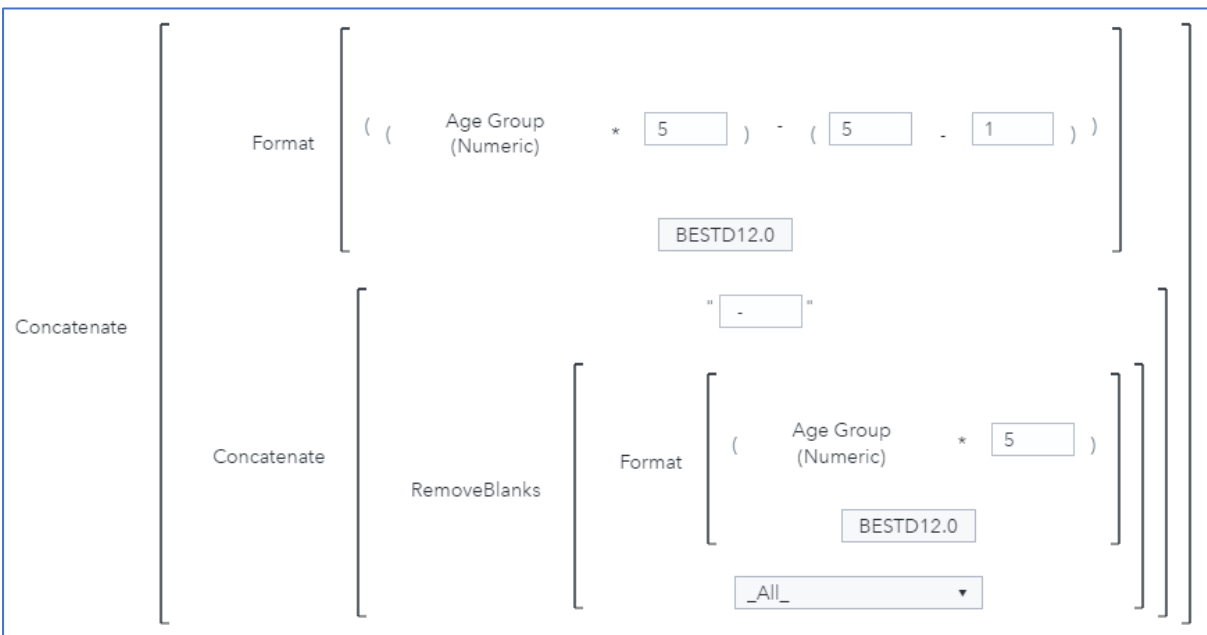 Format ( ( Age Group (Numeric) * 5 ) - ( 5 - 1 ) )
BESTD12.0
" - "
Concatenate
Concatenate
RemoveBlanks
Format ( Age Group (Numeric) * 5 )
BESTD12.0
_All_ ▼